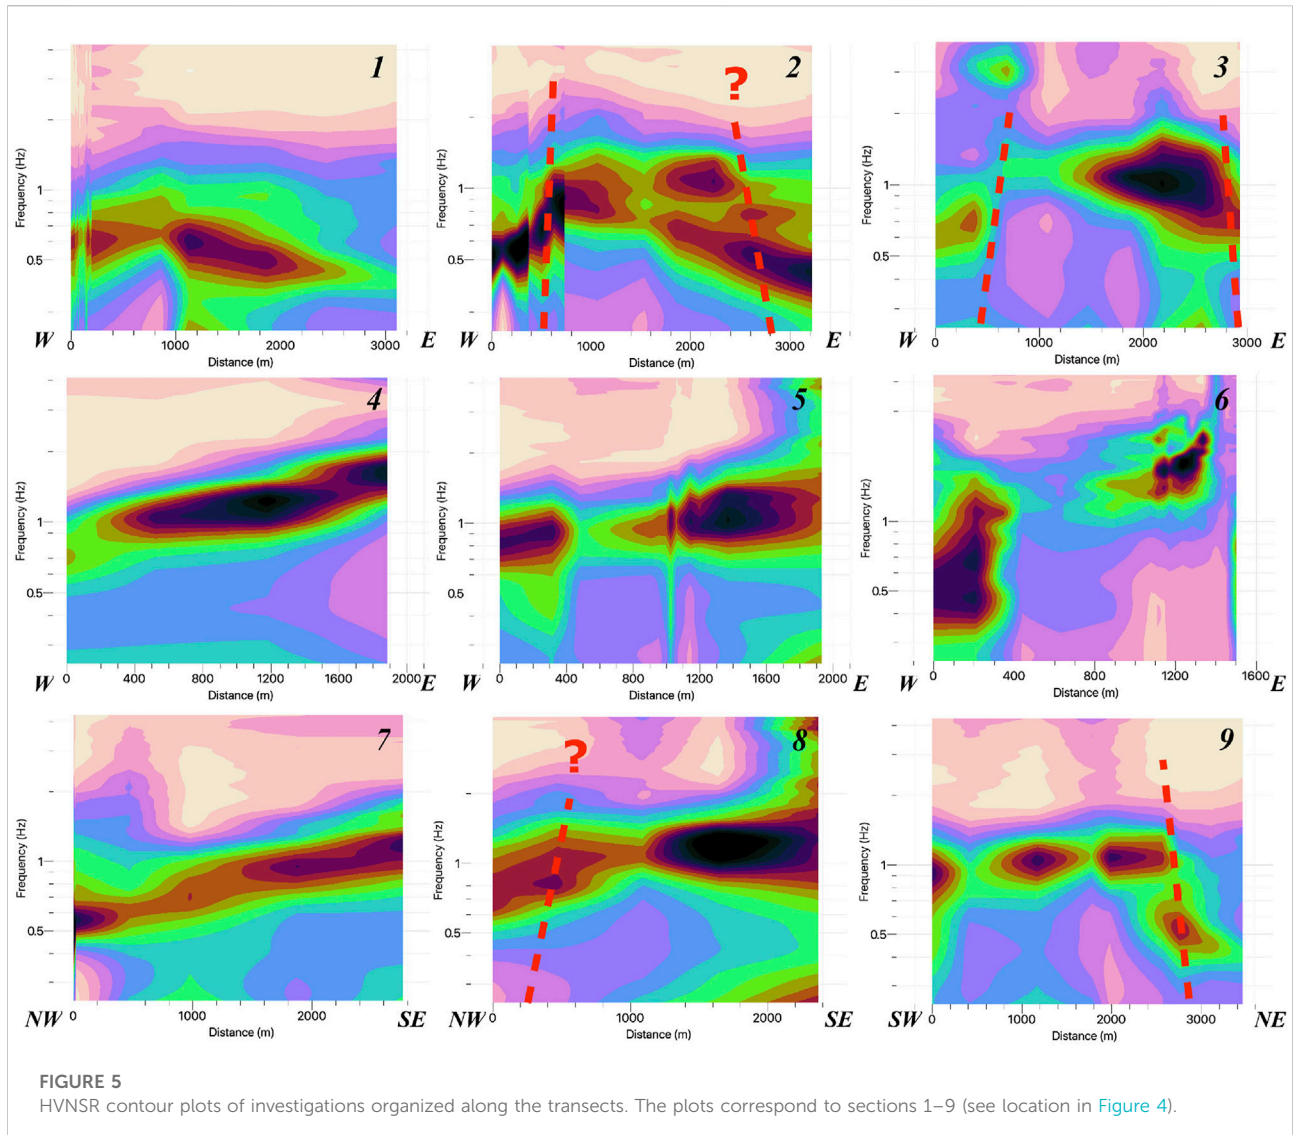 1
Frequency (Hz)
1
0.5
0
1000
2000
3000
W
Distance (m)
E
2
?
Frequency (Hz)
1
0.5
0
1000
2000
3000
W
Distance (m)
E
3
Frequency (Hz)
1
0.5
0
1000
2000
3000
W
Distance (m)
E
4
Frequency (Hz)
1
0.5
0
400
800
1200
1600
2000
W
Distance (m)
E
5
Frequency (Hz)
1
0.5
0
400
800
1200
1600
2000
W
Distance (m)
E
6
Frequency (Hz)
1
0.5
0
400
800
1200
1600
W
Distance (m)
E
7
Frequency (Hz)
1
0.5
0
1000
2000
NW
Distance (m)
SE
8
?
Frequency (Hz)
1
0.5
0
1000
2000
NW
Distance (m)
SE
9
Frequency (Hz)
1
0.5
0
1000
2000
3000
SW
Distance (m)
NE
FIGURE 5
HVNSR contour plots of investigations organized along the transects. The plots correspond to sections 1–9 (see location in Figure 4).